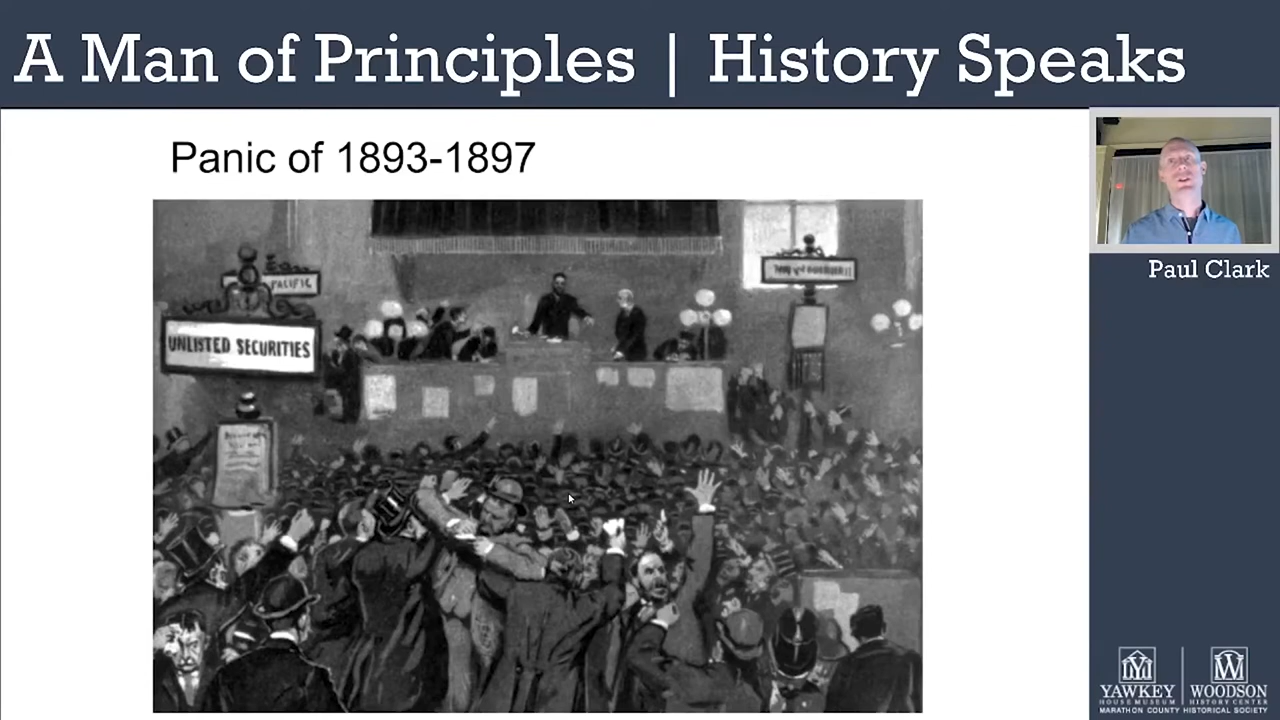 A Man of Principles | History Speaks
Panic of 1893-1897
PACIFIC
UNLISTED SECURITIES
Paul Clark
YAWKEY
HOUSE MUSEUM
WOODSON
HISTORY CENTER
MARATHON COUNTY HISTORICAL SOCIETY